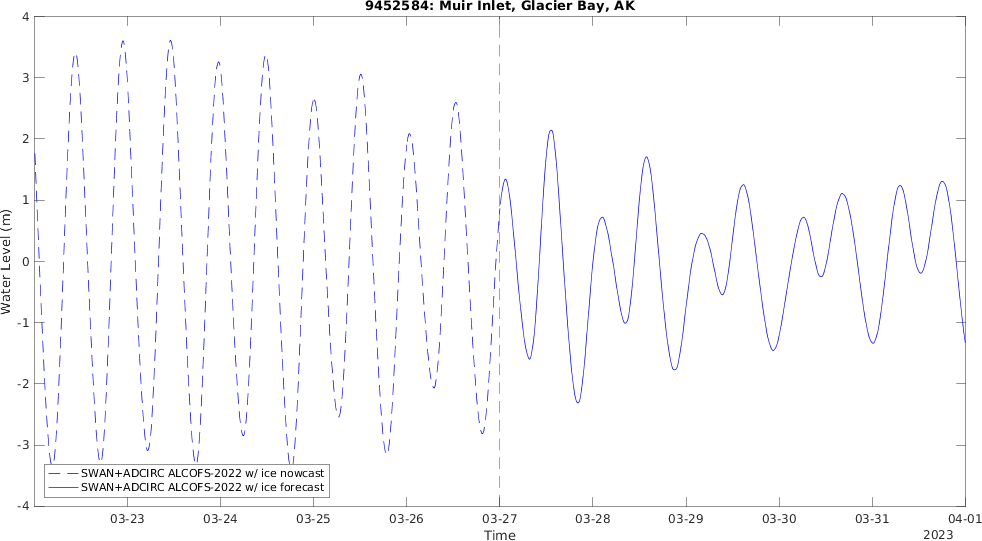 9452584: Muir Inlet, Glacier Bay, AK
4
3
2
1
0
-1
-2
-3
-4
Water Level (m)
SWAN+ADCIRC ALCOFS-2022 w/ ice nowcast
SWAN+ADCIRC ALCOFS-2022 w/ ice forecast
03-23 03-24 03-25 03-26 03-27 03-28 03-29 03-30 03-31 04-01
Time
2023